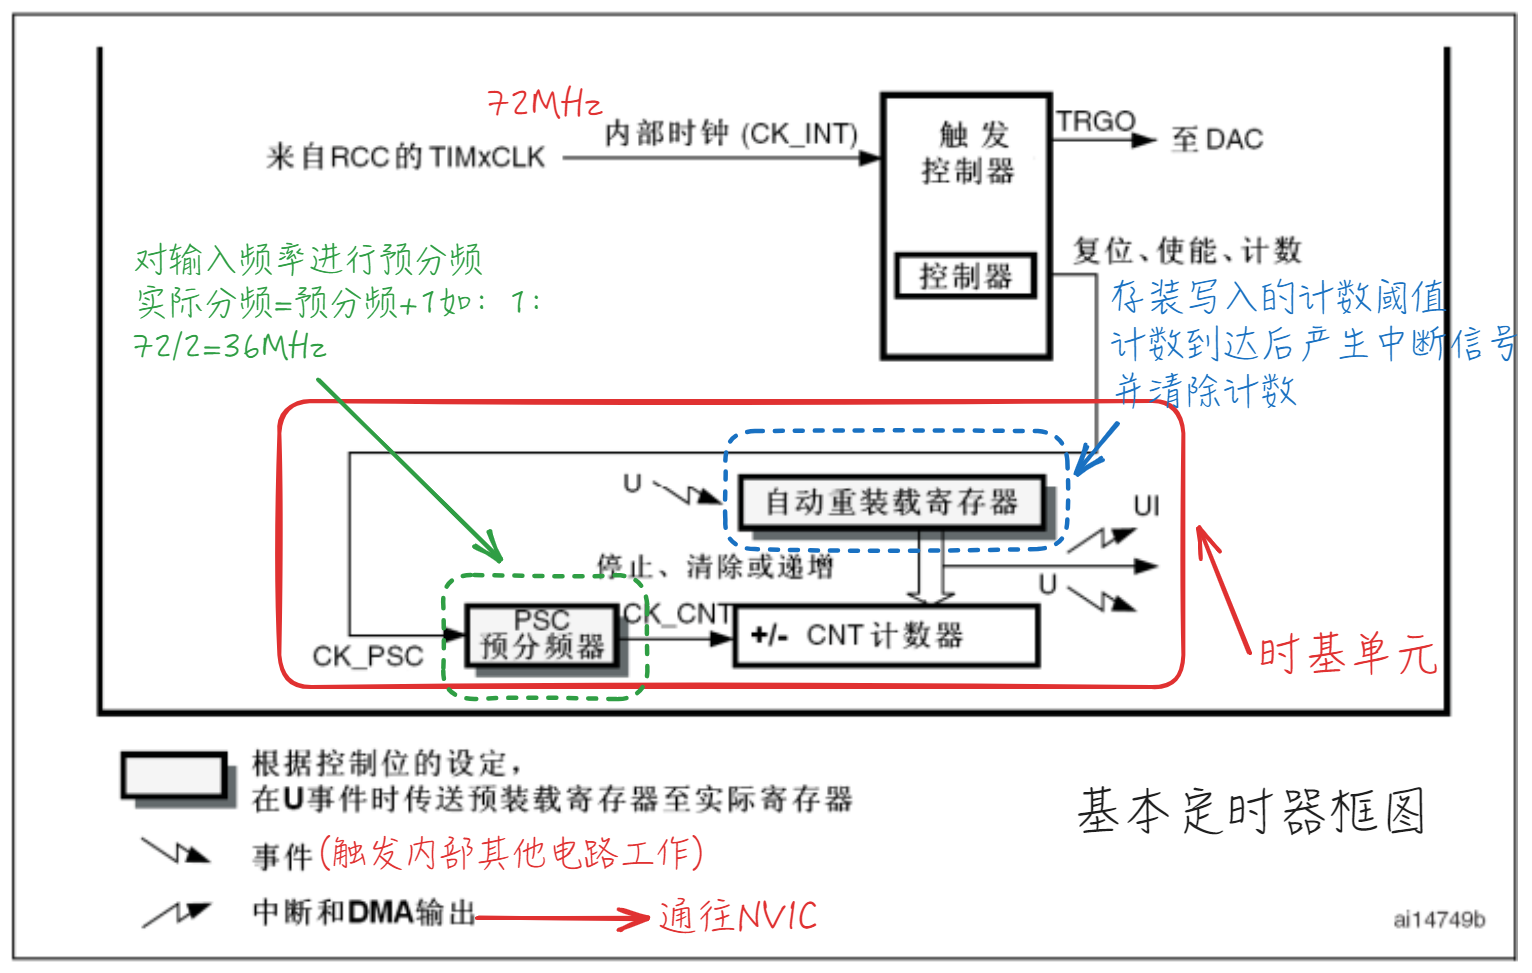 72MHz
内部时钟 (CK_INT)
来自RCC的TIMxCLK
触 发
控制器
TRGO
至DAC
控制器
复位、使能、计数
对输入频率进行预分频
实际分频=预分频+1如：1：
72/2=36MHz
存装写入的计数阈值
计数到达后产生中断信号
并清除计数
U
自动重装载寄存器
UI
停止、清除或递增
U
CK_PSC
PSC
预分频器
CK_CNT
+/- CNT计数器
时基单元
根据控制位的设定，
在U事件时传送预装载寄存器至实际寄存器
基本定时器框图
事件(触发内部其他电路工作)
中断和DMA输出
通往NVIC
ai14749b